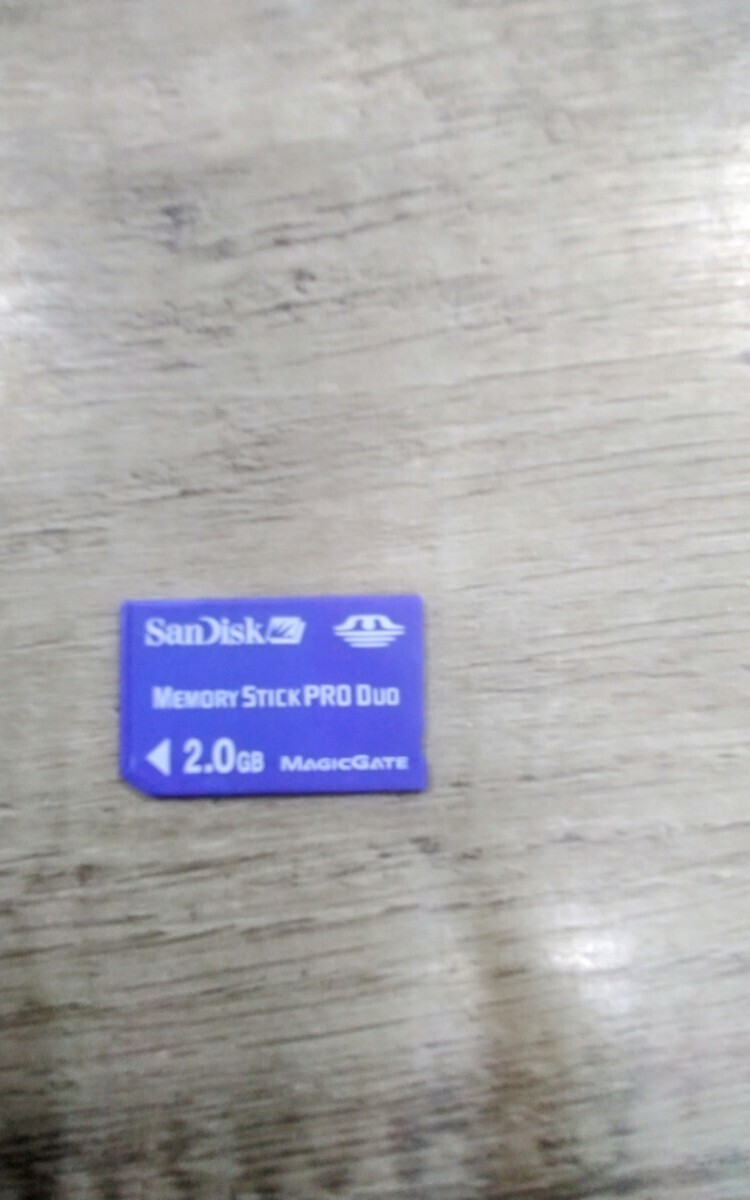 SanDisk
MEMORY STICK PRO DUO
2.0GB MAGICGATE